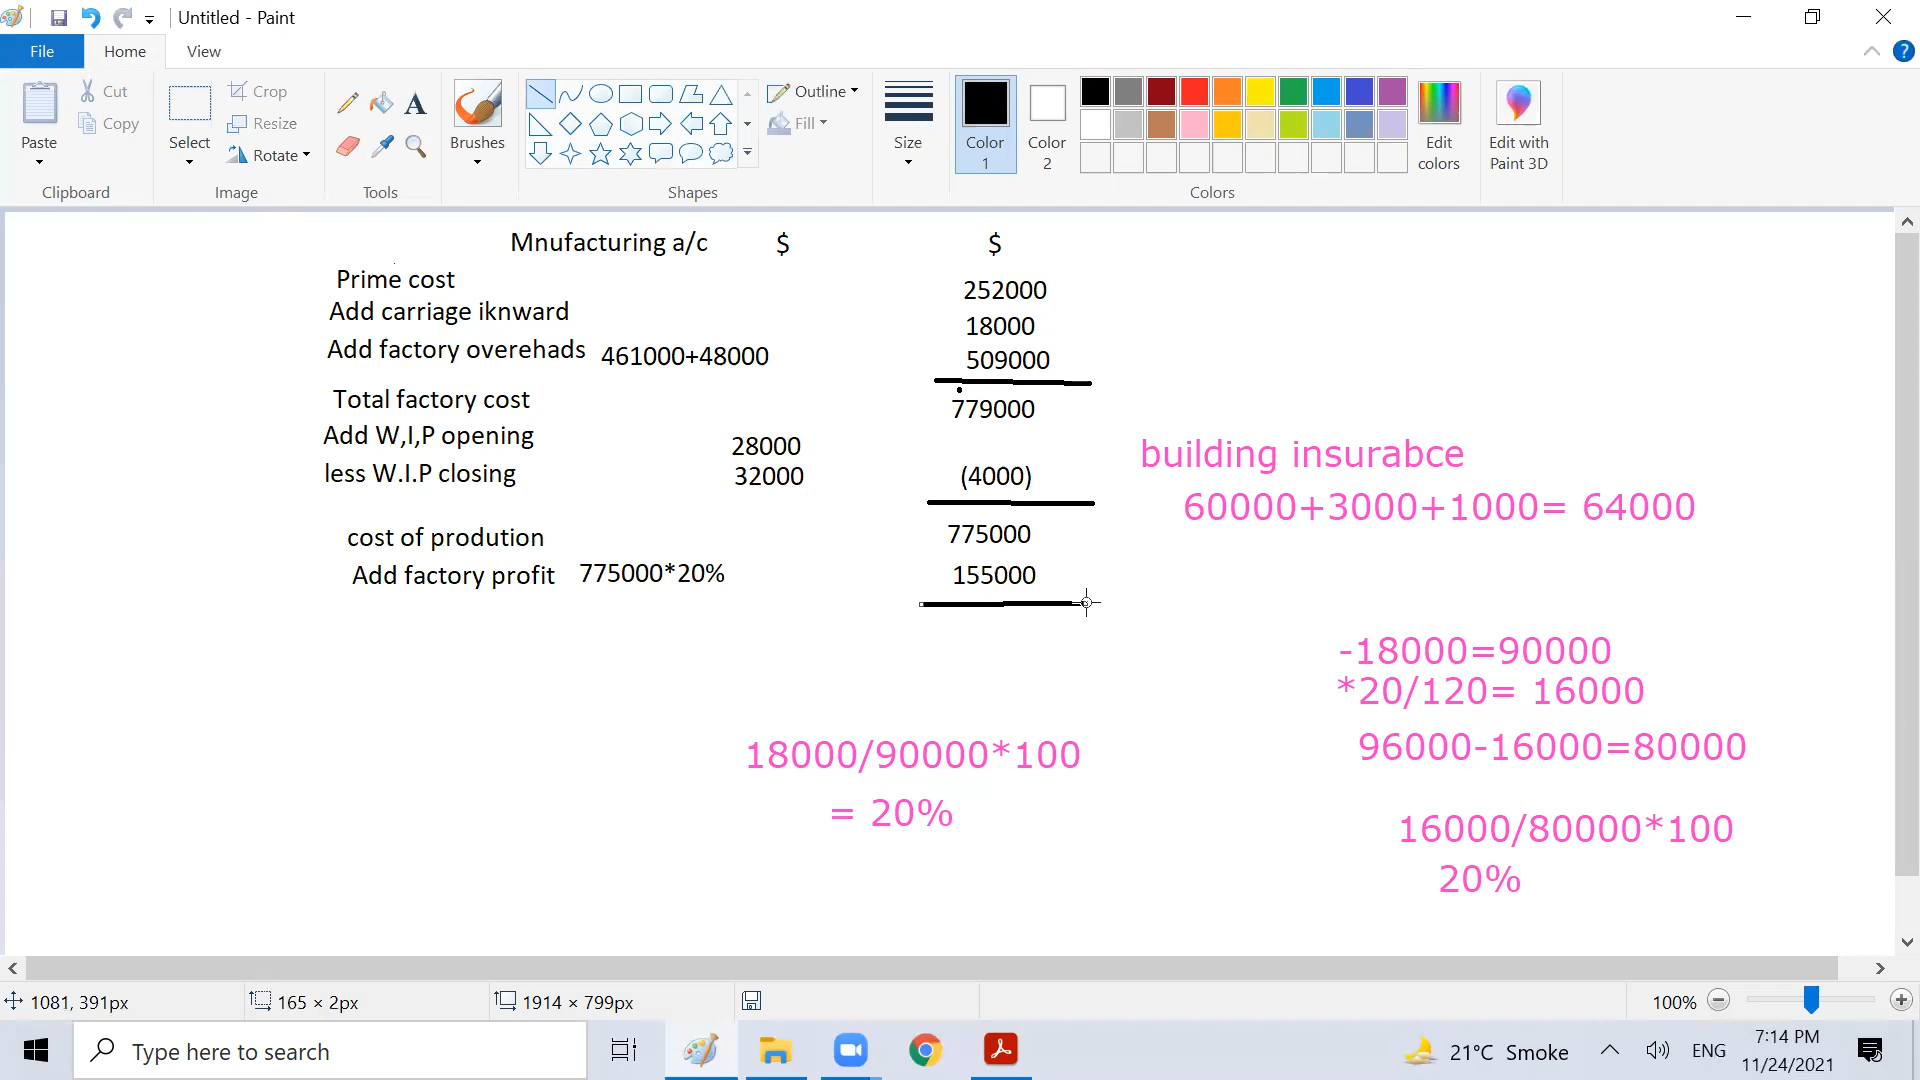 Untitled - Paint
File Home View
Paste
Cut
Copy
Clipboard
Select
Crop
Resize
Rotate
Image
Tools
Brushes
Outline
Fill
Shapes
Size
Color 1
Color 2
Edit colors
Colors
Edit with Paint 3D
Mnufacturing a/c $ $
Prime cost 252000
Add carriage iknward 18000
Add factory overehads 461000+48000 509000
Total factory cost 779000
Add W,I,P opening 28000
less W.I.P closing 32000 (4000)
cost of prodution 775000
Add factory profit 775000*20% 155000
building insurabce
60000+3000+1000= 64000
-18000=90000
*20/120= 16000
96000-16000=80000
16000/80000*100
20%
18000/90000*100
= 20%
1081, 391px 165 × 2px 1914 × 799px 100%
Type here to search
21°C Smoke ENG 7:14 PM
11/24/2021